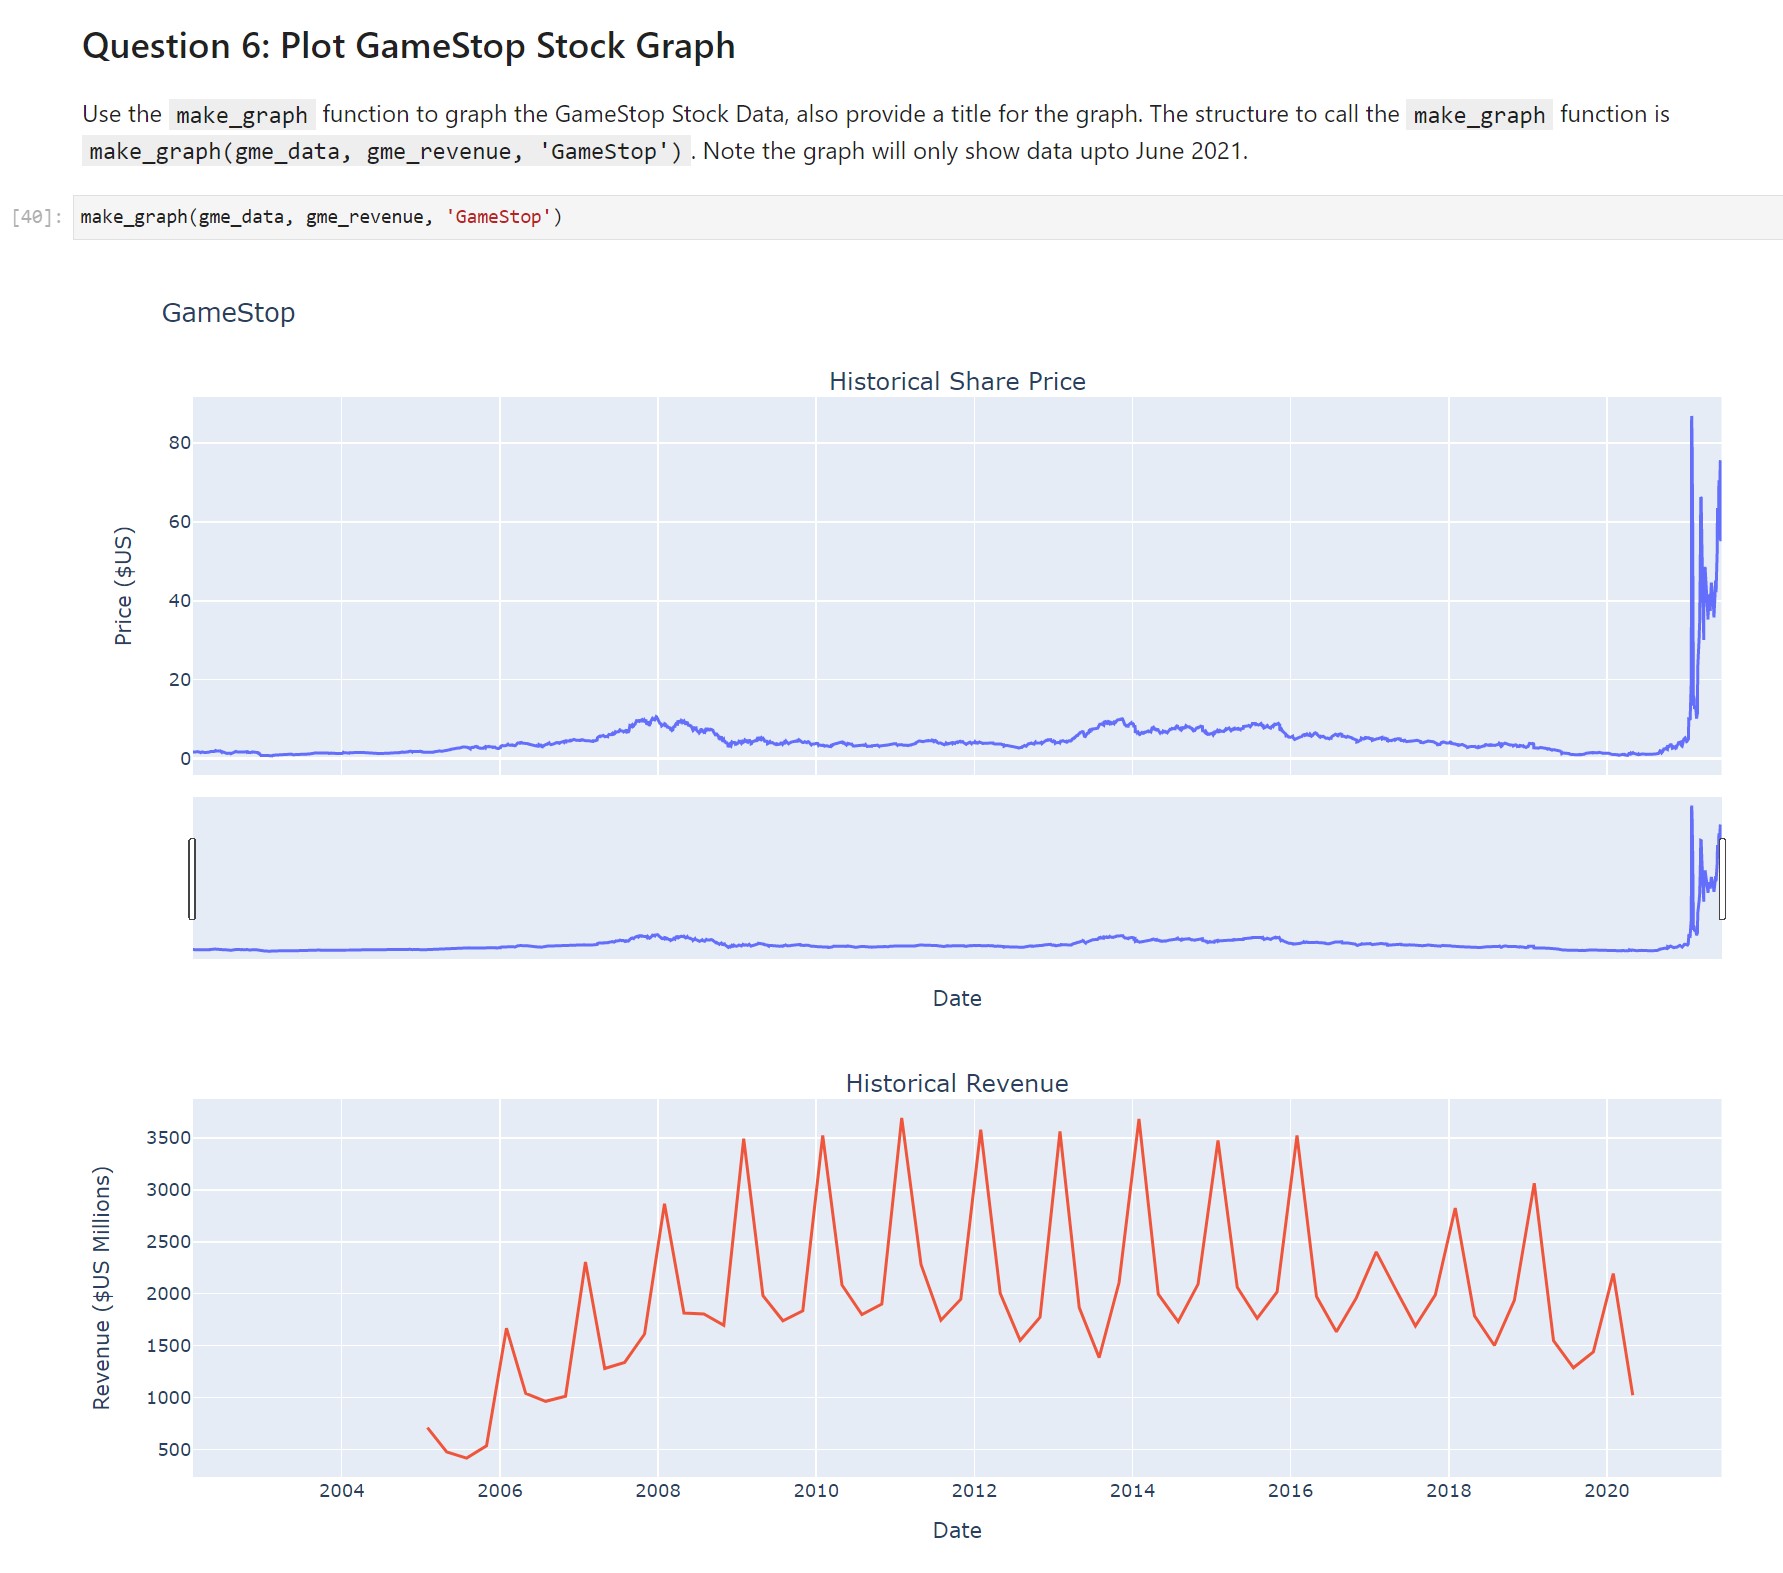 Question 6: Plot GameStop Stock Graph
Use the make_graph function to graph the GameStop Stock Data, also provide a title for the graph. The structure to call the make_graph function is
make_graph(gme_data, gme_revenue, 'GameStop') . Note the graph will only show data upto June 2021.
[40]: make_graph(gme_data, gme_revenue, 'GameStop')
GameStop
Historical Share Price
80
60
40
20
0
Price ($US)
Date
Historical Revenue
3500
3000
2500
2000
1500
1000
500
Revenue ($US Millions)
2004 2006 2008 2010 2012 2014 2016 2018 2020
Date